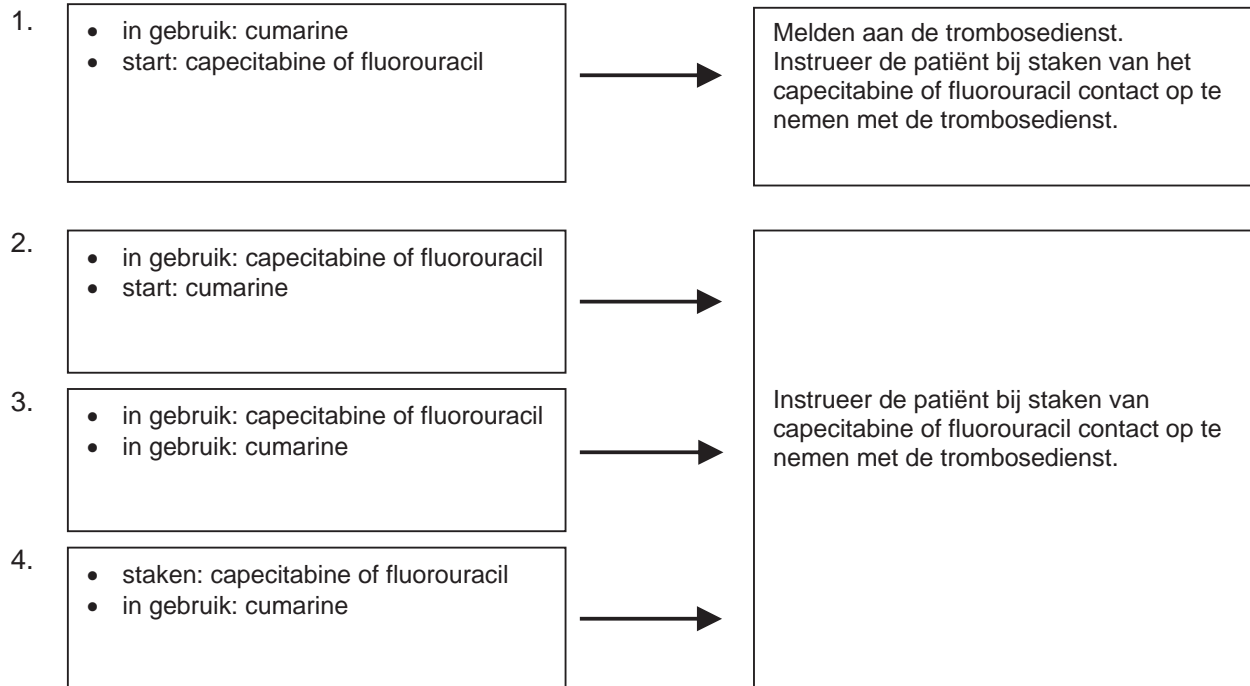 1.
• in gebruik: cumarine
• start: capecitabine of fluorouracil
Melden aan de trombosedienst.
Instrueer de patiënt bij staken van het
capecitabine of fluorouracil contact op te
nemen met de trombosedienst.
2.
• in gebruik: capecitabine of fluorouracil
• start: cumarine
3.
• in gebruik: capecitabine of fluorouracil
• in gebruik: cumarine
Instrueer de patiënt bij staken van
capecitabine of fluorouracil contact op te
nemen met de trombosedienst.
4.
• staken: capecitabine of fluorouracil
• in gebruik: cumarine